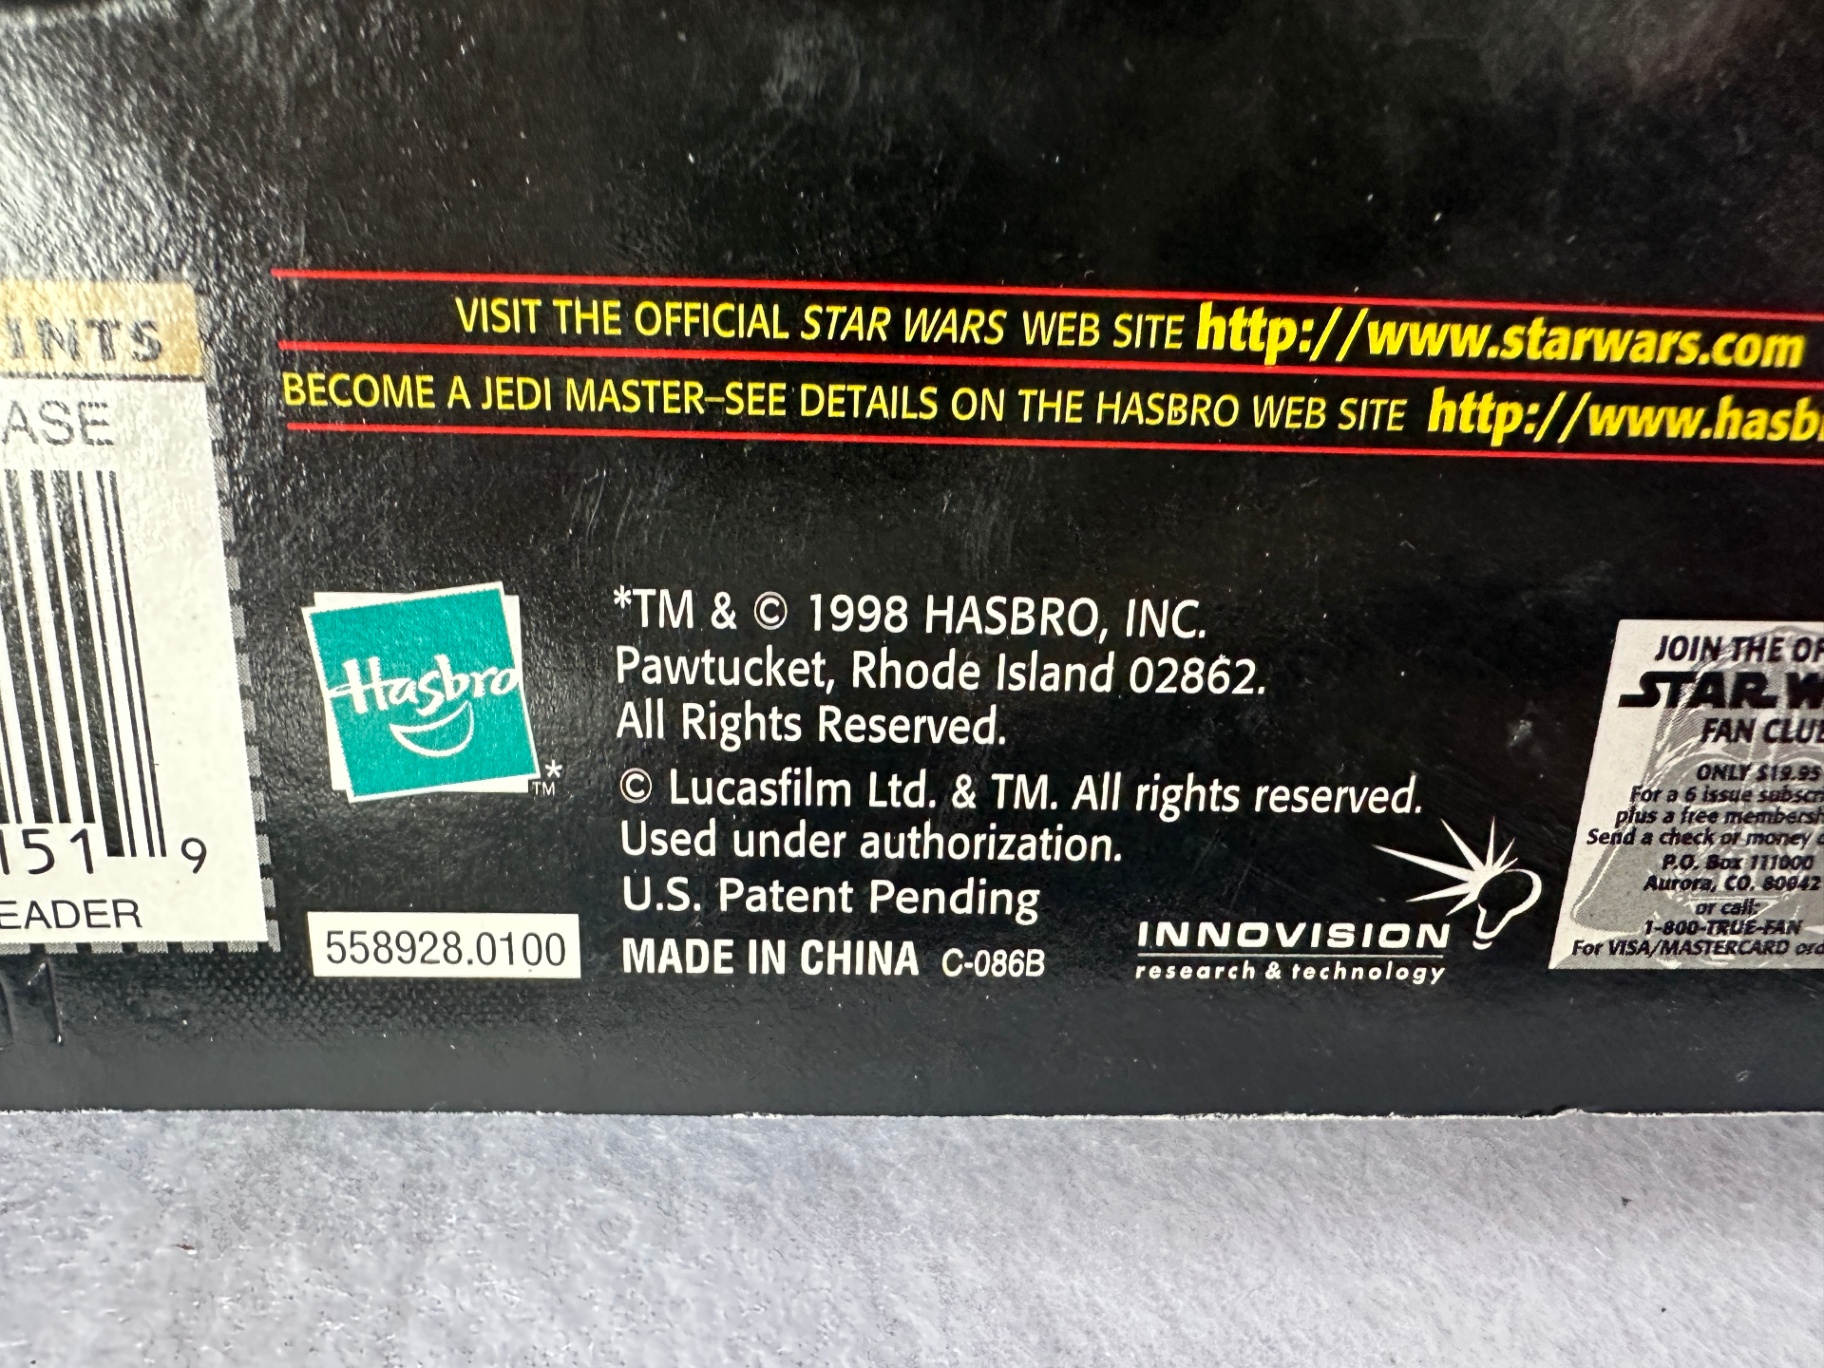 INTS
ASE
151 9
EADER
VISIT THE OFFICIAL STAR WARS WEB SITE http://www.starwars.com
BECOME A JEDI MASTER–SEE DETAILS ON THE HASBRO WEB SITE http://www.hasb
Hasbro
TM*
558928.0100
*TM & © 1998 HASBRO, INC.
Pawtucket, Rhode Island 02862.
All Rights Reserved.
© Lucasfilm Ltd. & TM. All rights reserved.
Used under authorization.
U.S. Patent Pending
MADE IN CHINA C-086B
INNOVISION
research & technology
JOIN THE OF
STAR W
FAN CLUB
ONLY $19.95
For a 6 issue subscri
plus a free membersh
Send a check or money o
P.O. Box 111000
Aurora, CO. 80042
or call:
1-800-TRUE-FAN
For VISA/MASTERCARD ord